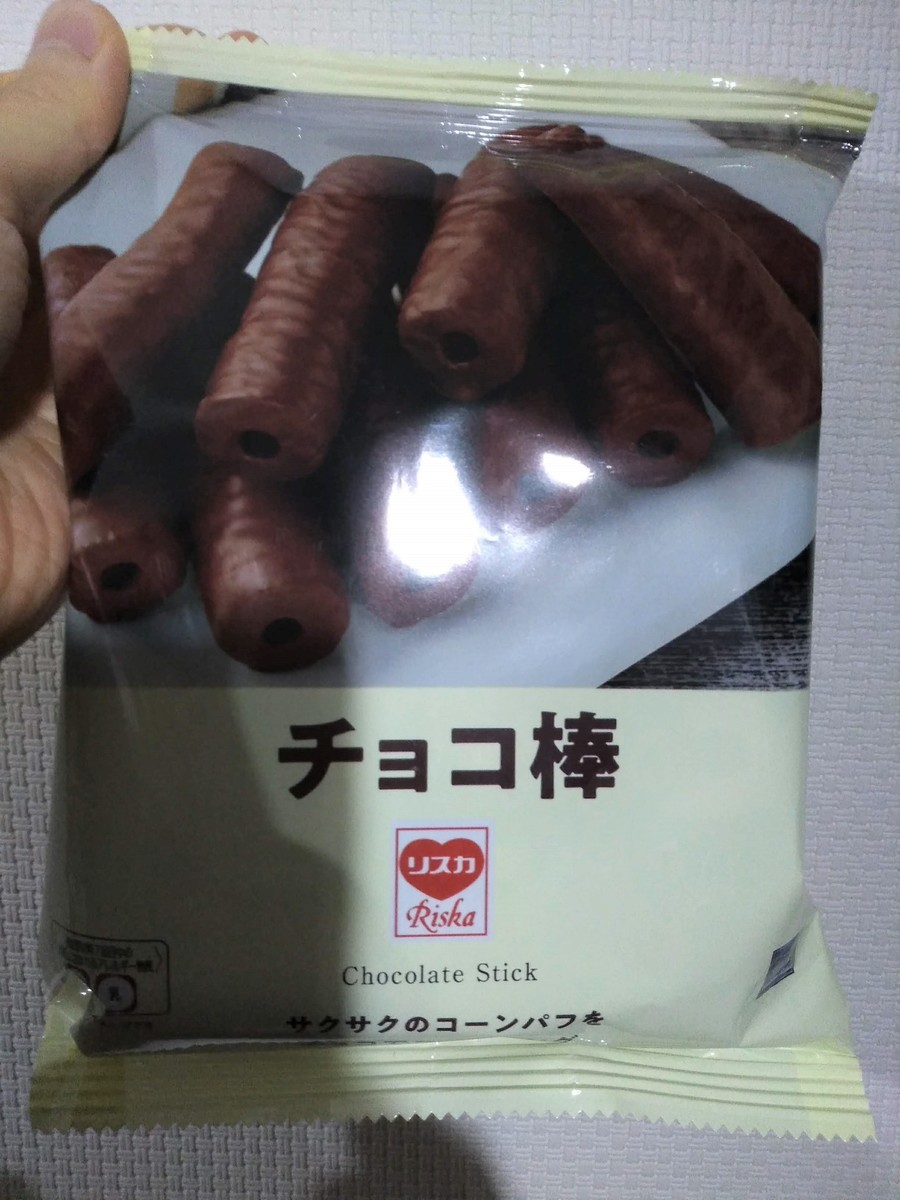 チョコ棒
リスカ
Riska
Chocolate Stick
サクサクのコーンパフを
乳